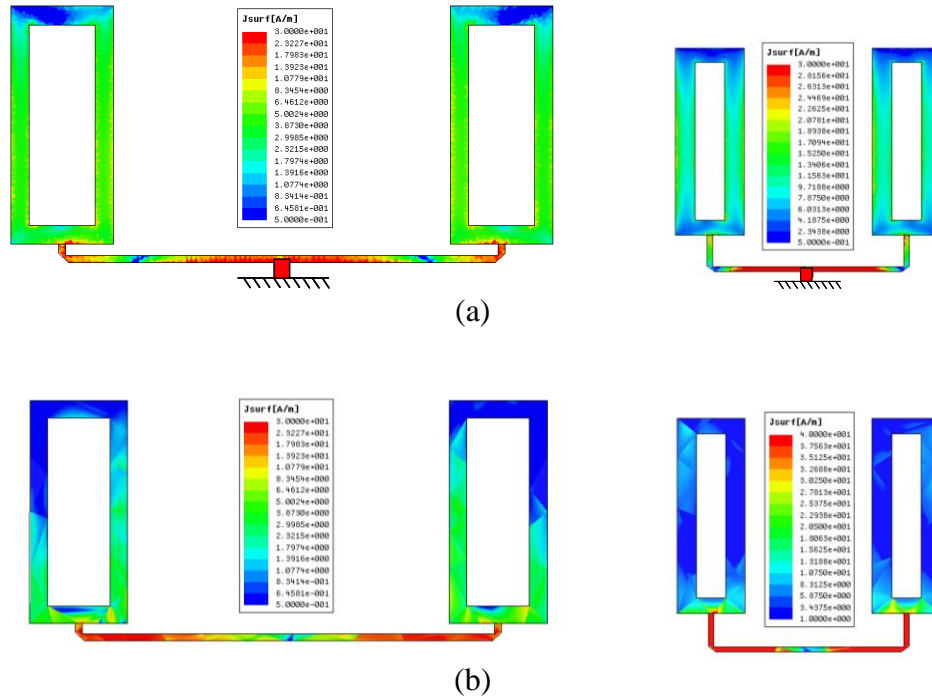 Jsurf[A/m]
3.0000e+001
2.3227e+001
1.7983e+001
1.3923e+001
1.0779e+001
8.3454e+000
6.4612e+000
5.0024e+000
3.8730e+000
2.9985e+000
2.3215e+000
1.7974e+000
1.3916e+000
1.0774e+000
8.3414e-001
6.4581e-001
5.0000e-001
Jsurf[A/m]
3.0000e+001
2.8156e+001
2.6313e+001
2.4469e+001
2.2625e+001
2.0781e+001
1.8938e+001
1.7094e+001
1.5250e+001
1.3406e+001
1.1563e+001
9.7188e+000
7.8750e+000
6.0313e+000
4.1875e+000
2.3438e+000
5.0000e-001
(a)
Jsurf[A/m]
3.0000e+001
2.3227e+001
1.7983e+001
1.3923e+001
1.0779e+001
8.3454e+000
6.4612e+000
5.0024e+000
3.8730e+000
2.9985e+000
2.3215e+000
1.7974e+000
1.3916e+000
1.0774e+000
8.3414e-001
6.4581e-001
5.0000e-001
Jsurf[A/m]
4.0000e+001
3.7563e+001
3.5125e+001
3.2688e+001
3.0250e+001
2.7813e+001
2.5375e+001
2.2938e+001
2.0500e+001
1.8063e+001
1.5625e+001
1.3188e+001
1.0750e+001
8.3125e+000
5.8750e+000
3.4375e+000
1.0000e+000
(b)